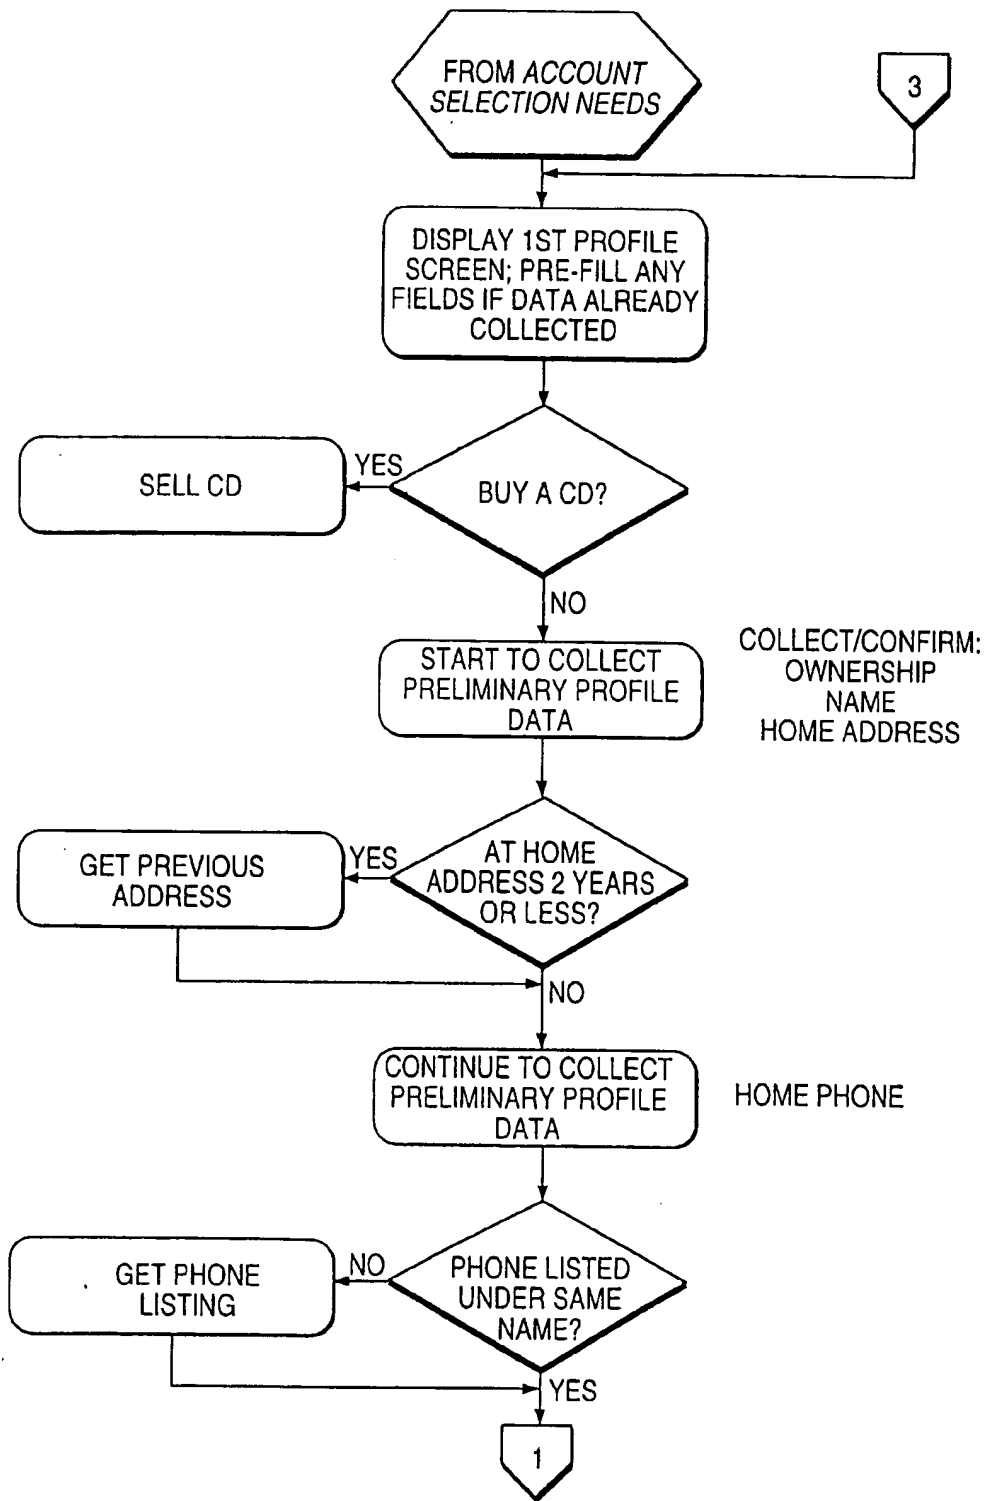 FROM ACCOUNT
SELECTION NEEDS
3
DISPLAY 1ST PROFILE
SCREEN; PRE-FILL ANY
FIELDS IF DATA ALREADY
COLLECTED
SELL CD
YES
BUY A CD?
NO
START TO COLLECT
PRELIMINARY PROFILE
DATA
COLLECT/CONFIRM:
OWNERSHIP
NAME
HOME ADDRESS
GET PREVIOUS
ADDRESS
YES
AT HOME
ADDRESS 2 YEARS
OR LESS?
NO
CONTINUE TO COLLECT
PRELIMINARY PROFILE
DATA
HOME PHONE
GET PHONE
LISTING
NO
PHONE LISTED
UNDER SAME
NAME?
YES
1